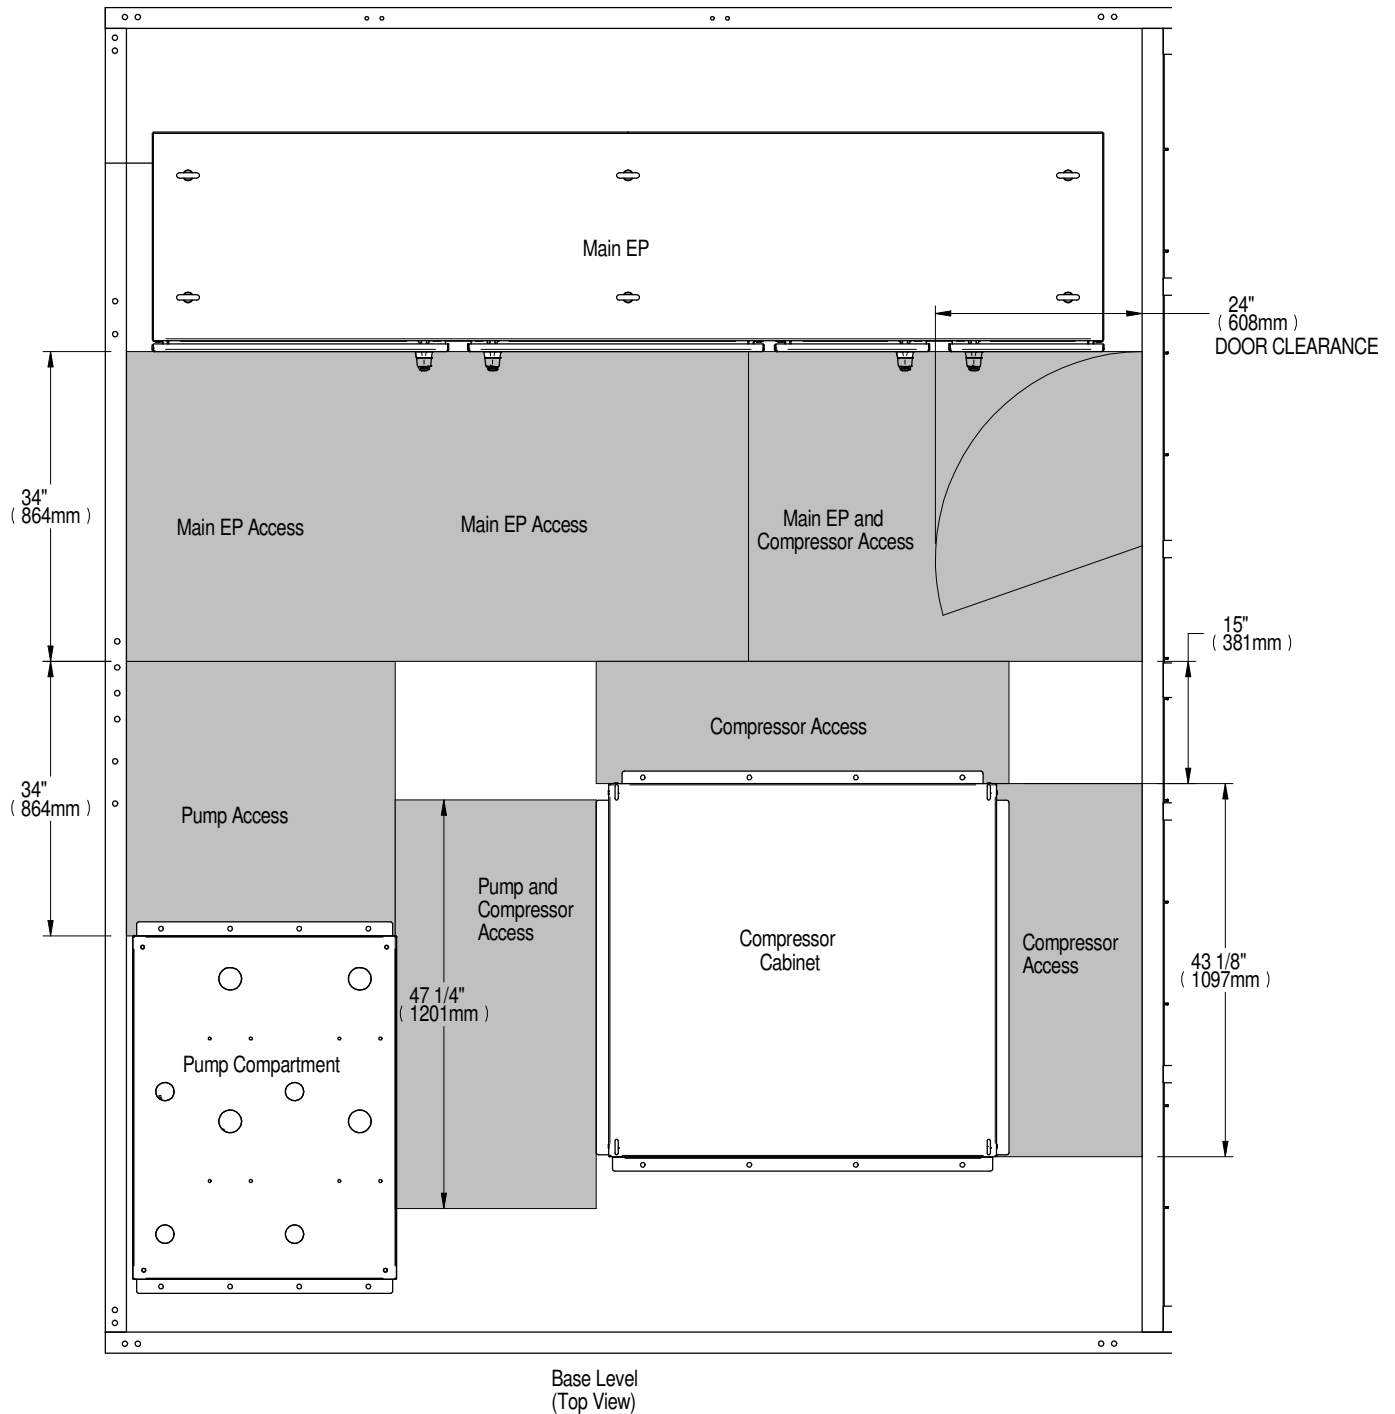 Main EP
24"
( 608mm )
DOOR CLEARANCE
34"
( 864mm )
Main EP Access
Main EP Access
Main EP and
Compressor Access
15"
( 381mm )
Compressor Access
34"
( 864mm )
Pump Access
Pump and
Compressor
Access
Compressor
Cabinet
Compressor
Access
43 1/8"
( 1097mm )
47 1/4"
( 1201mm )
Pump Compartment
Base Level
(Top View)